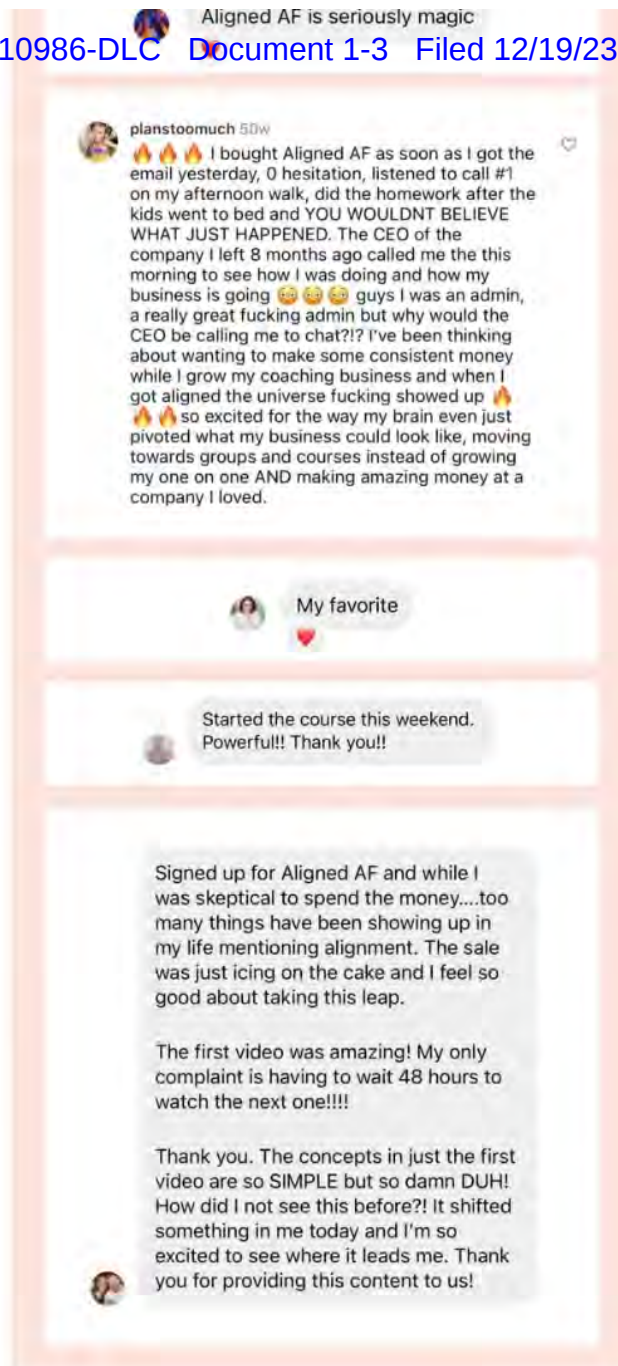 Aligned AF is seriously magic
10986-DLC Document 1-3 Filed 12/19/23
planstoomuch 50w
🔥🔥🔥 I bought Aligned AF as soon as I got the
email yesterday, 0 hesitation, listened to call #1
on my afternoon walk, did the homework after the
kids went to bed and YOU WOULDNT BELIEVE
WHAT JUST HAPPENED. The CEO of the
company I left 8 months ago called me the this
morning to see how I was doing and how my
business is going 😳😳😳 guys I was an admin,
a really great fucking admin but why would the
CEO be calling me to chat?!? I've been thinking
about wanting to make some consistent money
while I grow my coaching business and when I
got aligned the universe fucking showed up 🔥
🔥🔥 so excited for the way my brain even just
pivoted what my business could look like, moving
towards groups and courses instead of growing
my one on one AND making amazing money at a
company I loved.
My favorite
❤️
Started the course this weekend.
Powerful!! Thank you!!
Signed up for Aligned AF and while I
was skeptical to spend the money....too
many things have been showing up in
my life mentioning alignment. The sale
was just icing on the cake and I feel so
good about taking this leap.
The first video was amazing! My only
complaint is having to wait 48 hours to
watch the next one!!!!
Thank you. The concepts in just the first
video are so SIMPLE but so damn DUH!
How did I not see this before?! It shifted
something in me today and I'm so
excited to see where it leads me. Thank
you for providing this content to us!